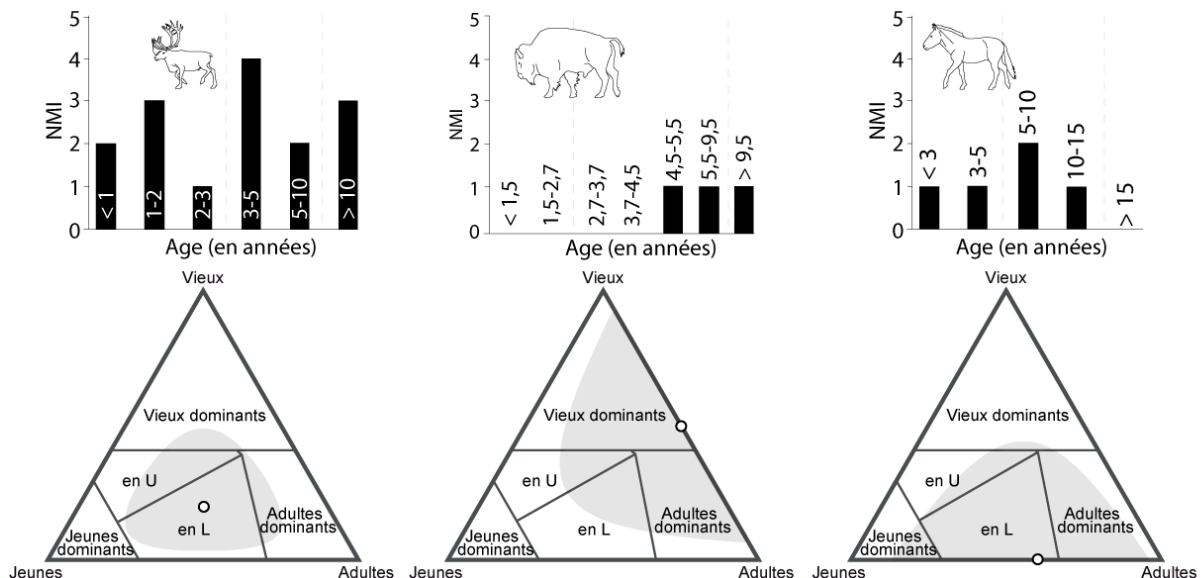 5
4
3
2
1
0
NMI
< 1
1-2
2-3
3-5
5-10
> 10
Age (en années)
5
4
3
2
1
0
NMI
< 1,5
1,5-2,7
2,7-3,7
3,7-4,5
4,5-5,5
5,5-9,5
> 9,5
Age (en années)
5
4
3
2
1
0
NMI
< 3
3-5
5-10
10-15
> 15
Age (en années)
Vieux
Vieux dominants
en U
en L
Jeunes
dominants
Adultes
dominants
Jeunes
Adultes
Vieux
Vieux dominants
en U
en L
Jeunes
dominants
Adultes
dominants
Jeunes
Adultes
Vieux
Vieux dominants
en U
en L
Jeunes
dominants
Adultes
dominants
Jeunes
Adultes